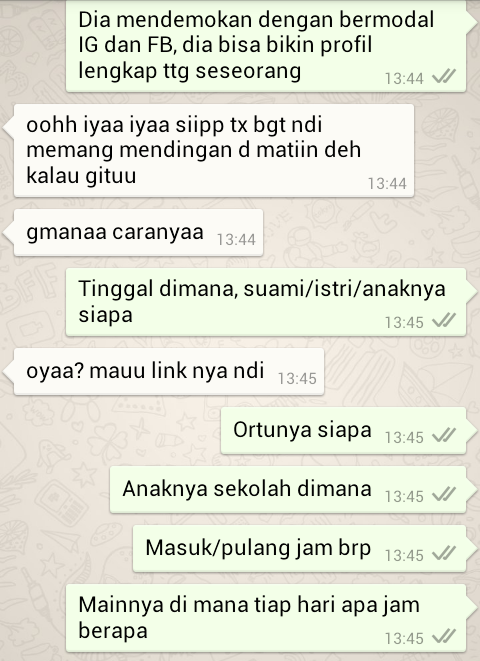 Dia mendemokan dengan bermodal
IG dan FB, dia bisa bikin profil
lengkap ttg seseorang 13:44
oohh iyaa iyaa siipp tx bgt ndi
memang mendingan d matiin deh
kalau gituu 13:44
gmanaa caranyaa 13:44
Tinggal dimana, suami/istri/anaknya
siapa 13:45
oyaa? mauu link nya ndi 13:45
Ortunya siapa 13:45
Anaknya sekolah dimana 13:45
Masuk/pulang jam brp 13:45
Mainnya di mana tiap hari apa jam
berapa 13:45